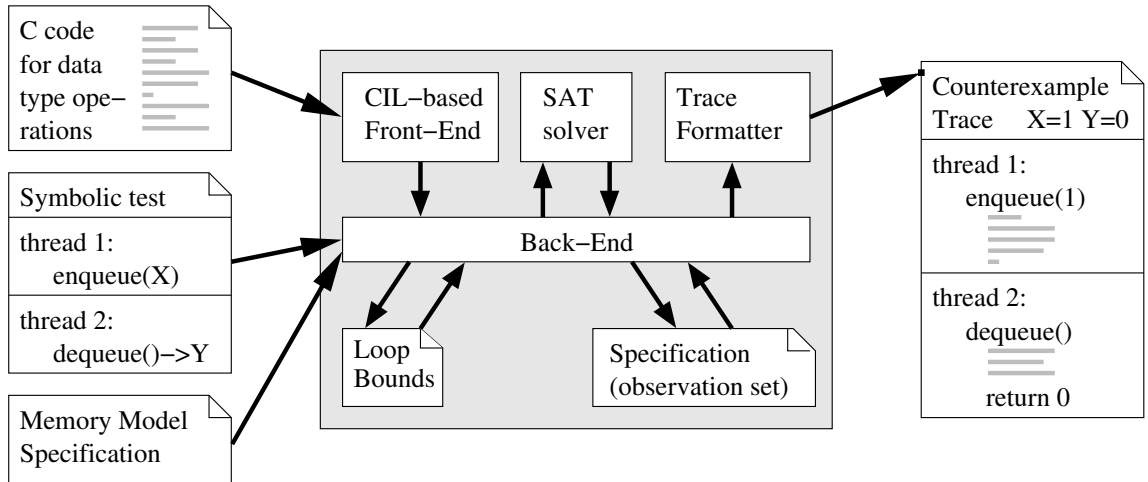 C code
for data
type ope−
rations
Symbolic test
thread 1:
enqueue(X)
thread 2:
dequeue()−>Y
Memory Model
Specification
CIL−based
Front−End
SAT
solver
Trace
Formatter
Back−End
Loop
Bounds
Specification
(observation set)
Counterexample
Trace X=1 Y=0
thread 1:
enqueue(1)
thread 2:
dequeue()
return 0